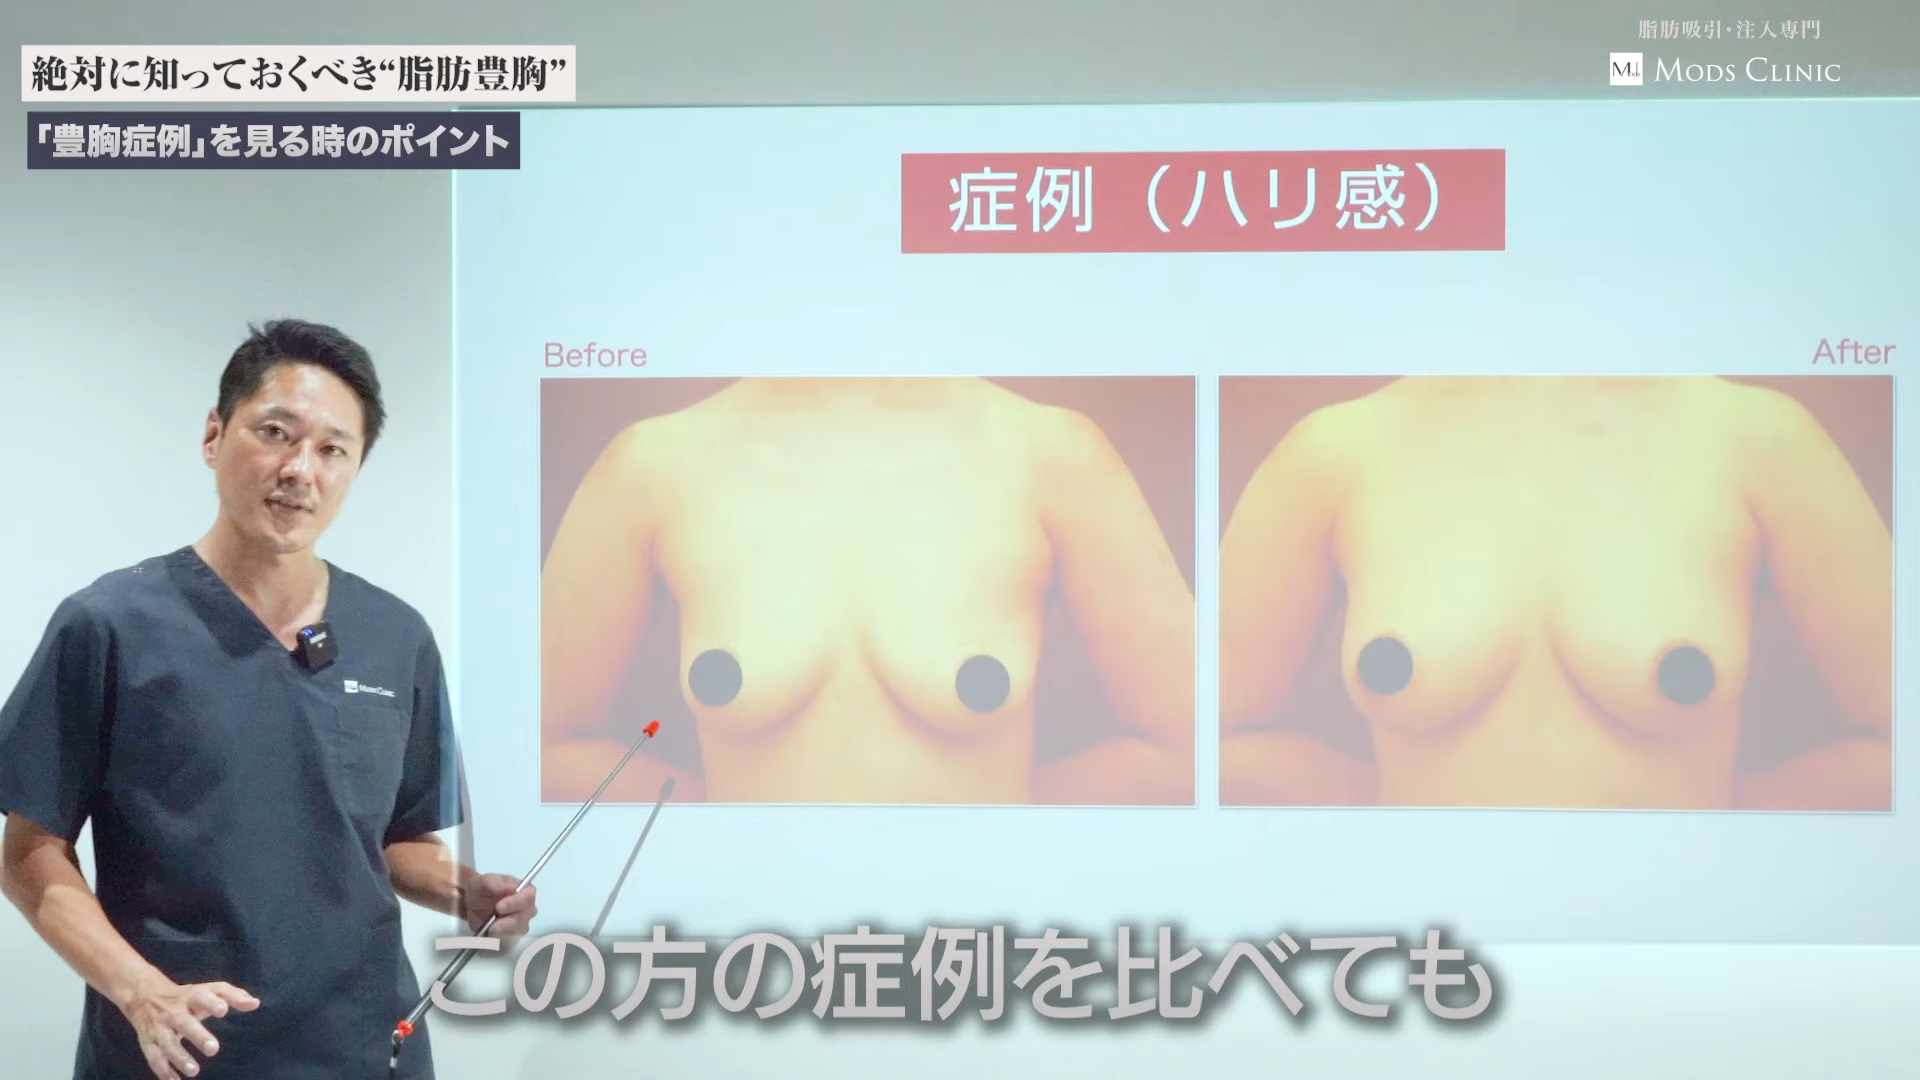 絶対に知っておくべき“脂肪豊胸”
「豊胸症例」を見る時のポイント
脂肪吸引・注入専門
MODS CLINIC
症例（ハリ感）
Before
After
MODS CLINIC
この方の症例を比べても